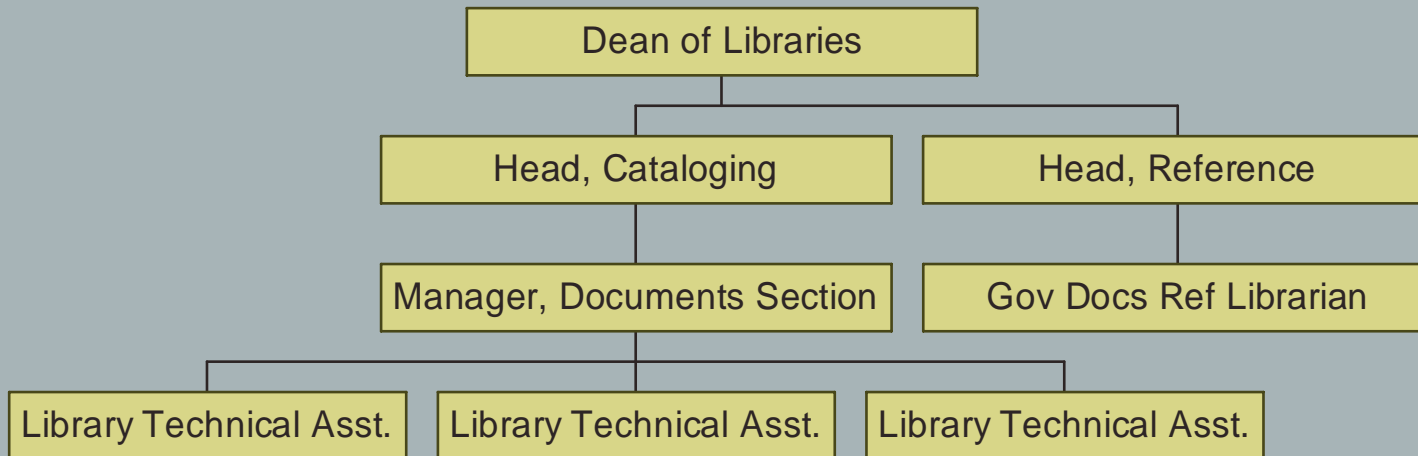 Dean of Libraries
Head, Cataloging
Head, Reference
Manager, Documents Section
Gov Docs Ref Librarian
Library Technical Asst.
Library Technical Asst.
Library Technical Asst.